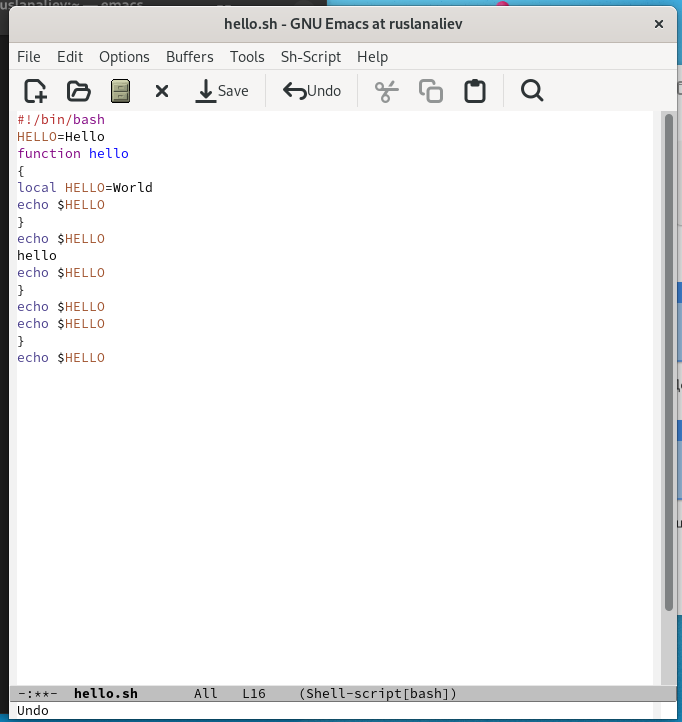 ruslanaliev:~ — emacs
hello.sh - GNU Emacs at ruslanaliev
File Edit Options Buffers Tools Sh-Script Help
Save Undo
#!/bin/bash
HELLO=Hello
function hello
{
local HELLO=World
echo $HELLO
}
echo $HELLO
hello
echo $HELLO
}
echo $HELLO
echo $HELLO
}
echo $HELLO
-:**- hello.sh All L16 (Shell-script[bash])
Undo